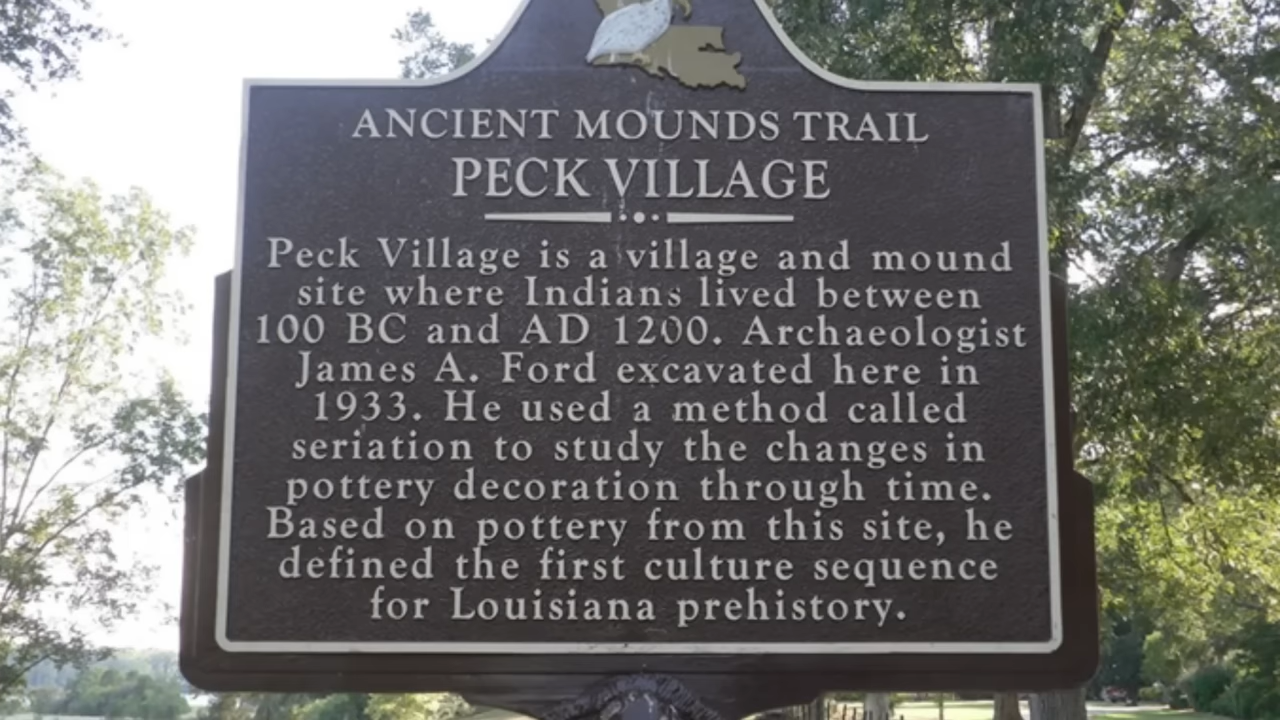 ANCIENT MOUNDS TRAIL
PECK VILLAGE
Peck Village is a village and mound
site where Indians lived between
100 BC and AD 1200. Archaeologist
James A. Ford excavated here in
1933. He used a method called
seriation to study the changes in
pottery decoration through time.
Based on pottery from this site, he
defined the first culture sequence
for Louisiana prehistory.